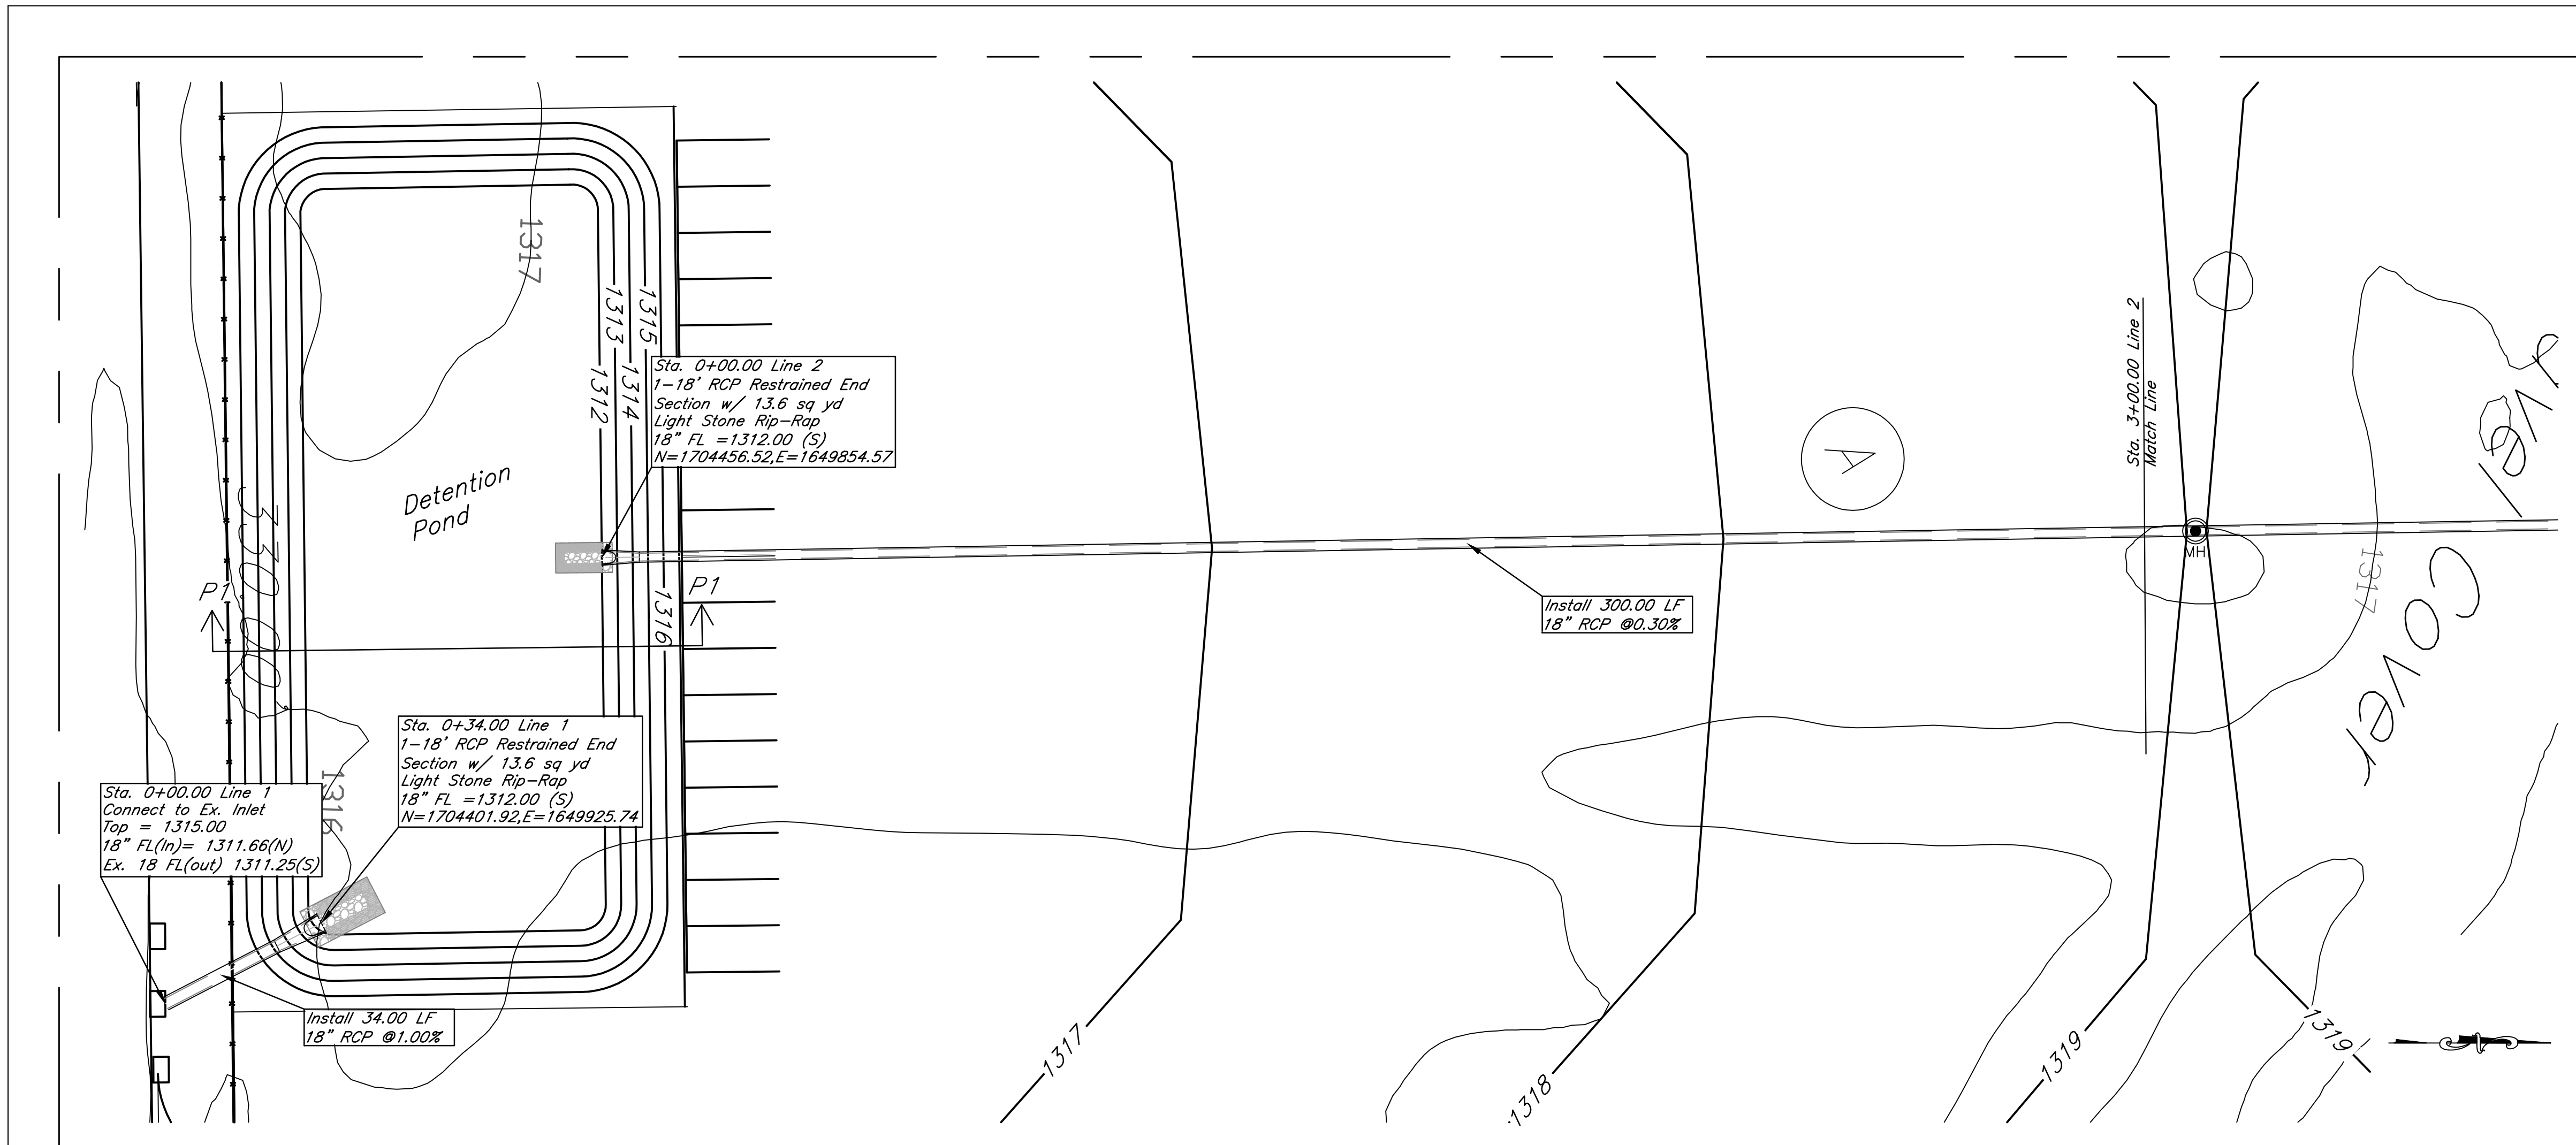 1317
1315
1313
1314
1312
Sta. 0+00.00 Line 2
1-18' RCP Restrained End
Section w/ 13.6 sq yd
Light Stone Rip-Rap
18" FL =1312.00 (S)
N=1704456.52,E=1649854.57
Detention
Pond
P1
P1
1316
Sta. 0+34.00 Line 1
1-18' RCP Restrained End
Section w/ 13.6 sq yd
Light Stone Rip-Rap
18" FL =1312.00 (S)
N=1704401.92,E=1649925.74
1316
Sta. 0+00.00 Line 1
Connect to Ex. Inlet
Top = 1315.00
18" FL(In)= 1311.66(N)
Ex. 18 FL(out) 1311.25(S)
Install 34.00 LF
18" RCP @1.00%
Install 300.00 LF
18" RCP @0.30%
A
Sta. 3+00.00 Line 2
Match Line
MH
1317
Cover
1317
1318
1319
1319